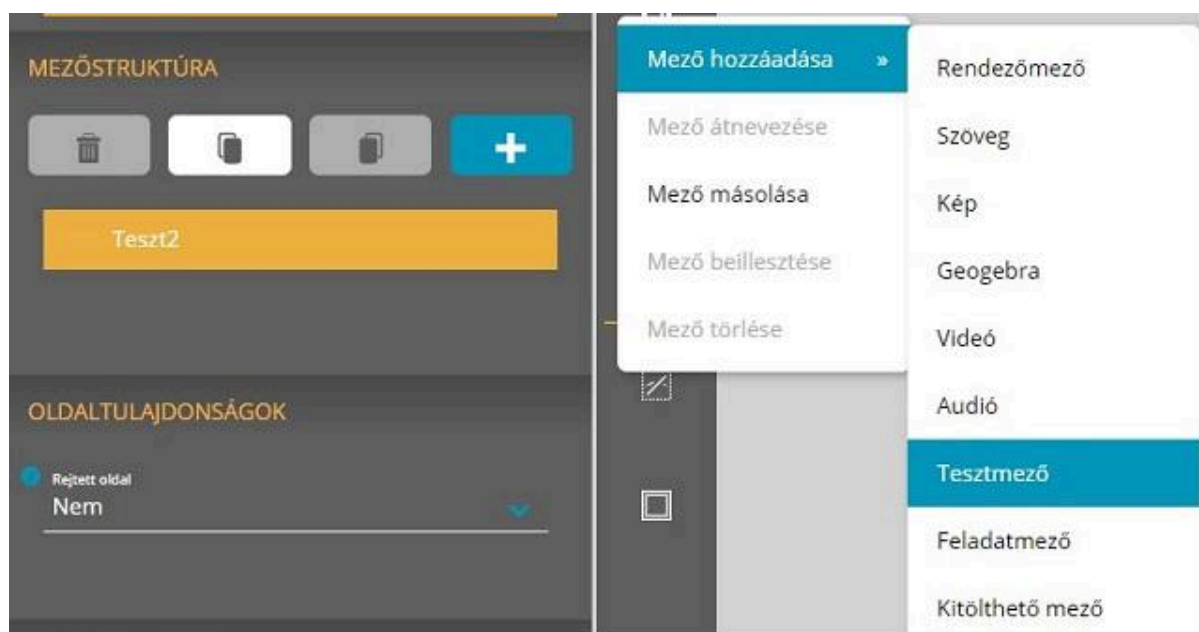 MEZŐSTRUKTÚRA
Teszt2
OLDALTULAJDONSÁGOK
Rejtett oldal
Nem
Mező hozzáadása »
Mező átnevezése
Mező másolása
Mező beillesztése
Mező törlése
Rendezőmező
Szöveg
Kép
Geogebra
Videó
Audió
Tesztmező
Feladatmező
Kitölthető mező